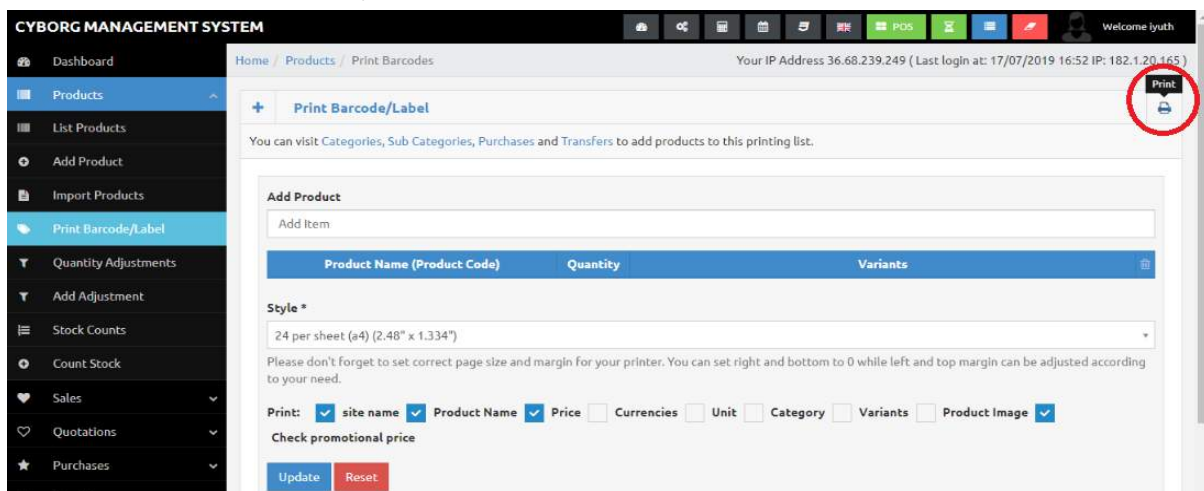 CYBORG MANAGEMENT SYSTEM
POS
Welcome iyuth
Dashboard
Products
List Products
Add Product
Import Products
Print Barcode/Label
Quantity Adjustments
Add Adjustment
Stock Counts
Count Stock
Sales
Quotations
Purchases
Home / Products / Print Barcodes
Your IP Address 36.68.239.249 ( Last login at: 17/07/2019 16:52 IP: 182.1.20.165 )
Print
Print Barcode/Label
You can visit Categories, Sub Categories, Purchases and Transfers to add products to this printing list.
Add Product
Add Item
Product Name (Product Code) Quantity Variants
Style *
24 per sheet (a4) (2.48" x 1.334")
Please don't forget to set correct page size and margin for your printer. You can set right and bottom to 0 while left and top margin can be adjusted according
to your need.
Print: site name Product Name Price Currencies Unit Category Variants Product Image
Check promotional price
Update Reset